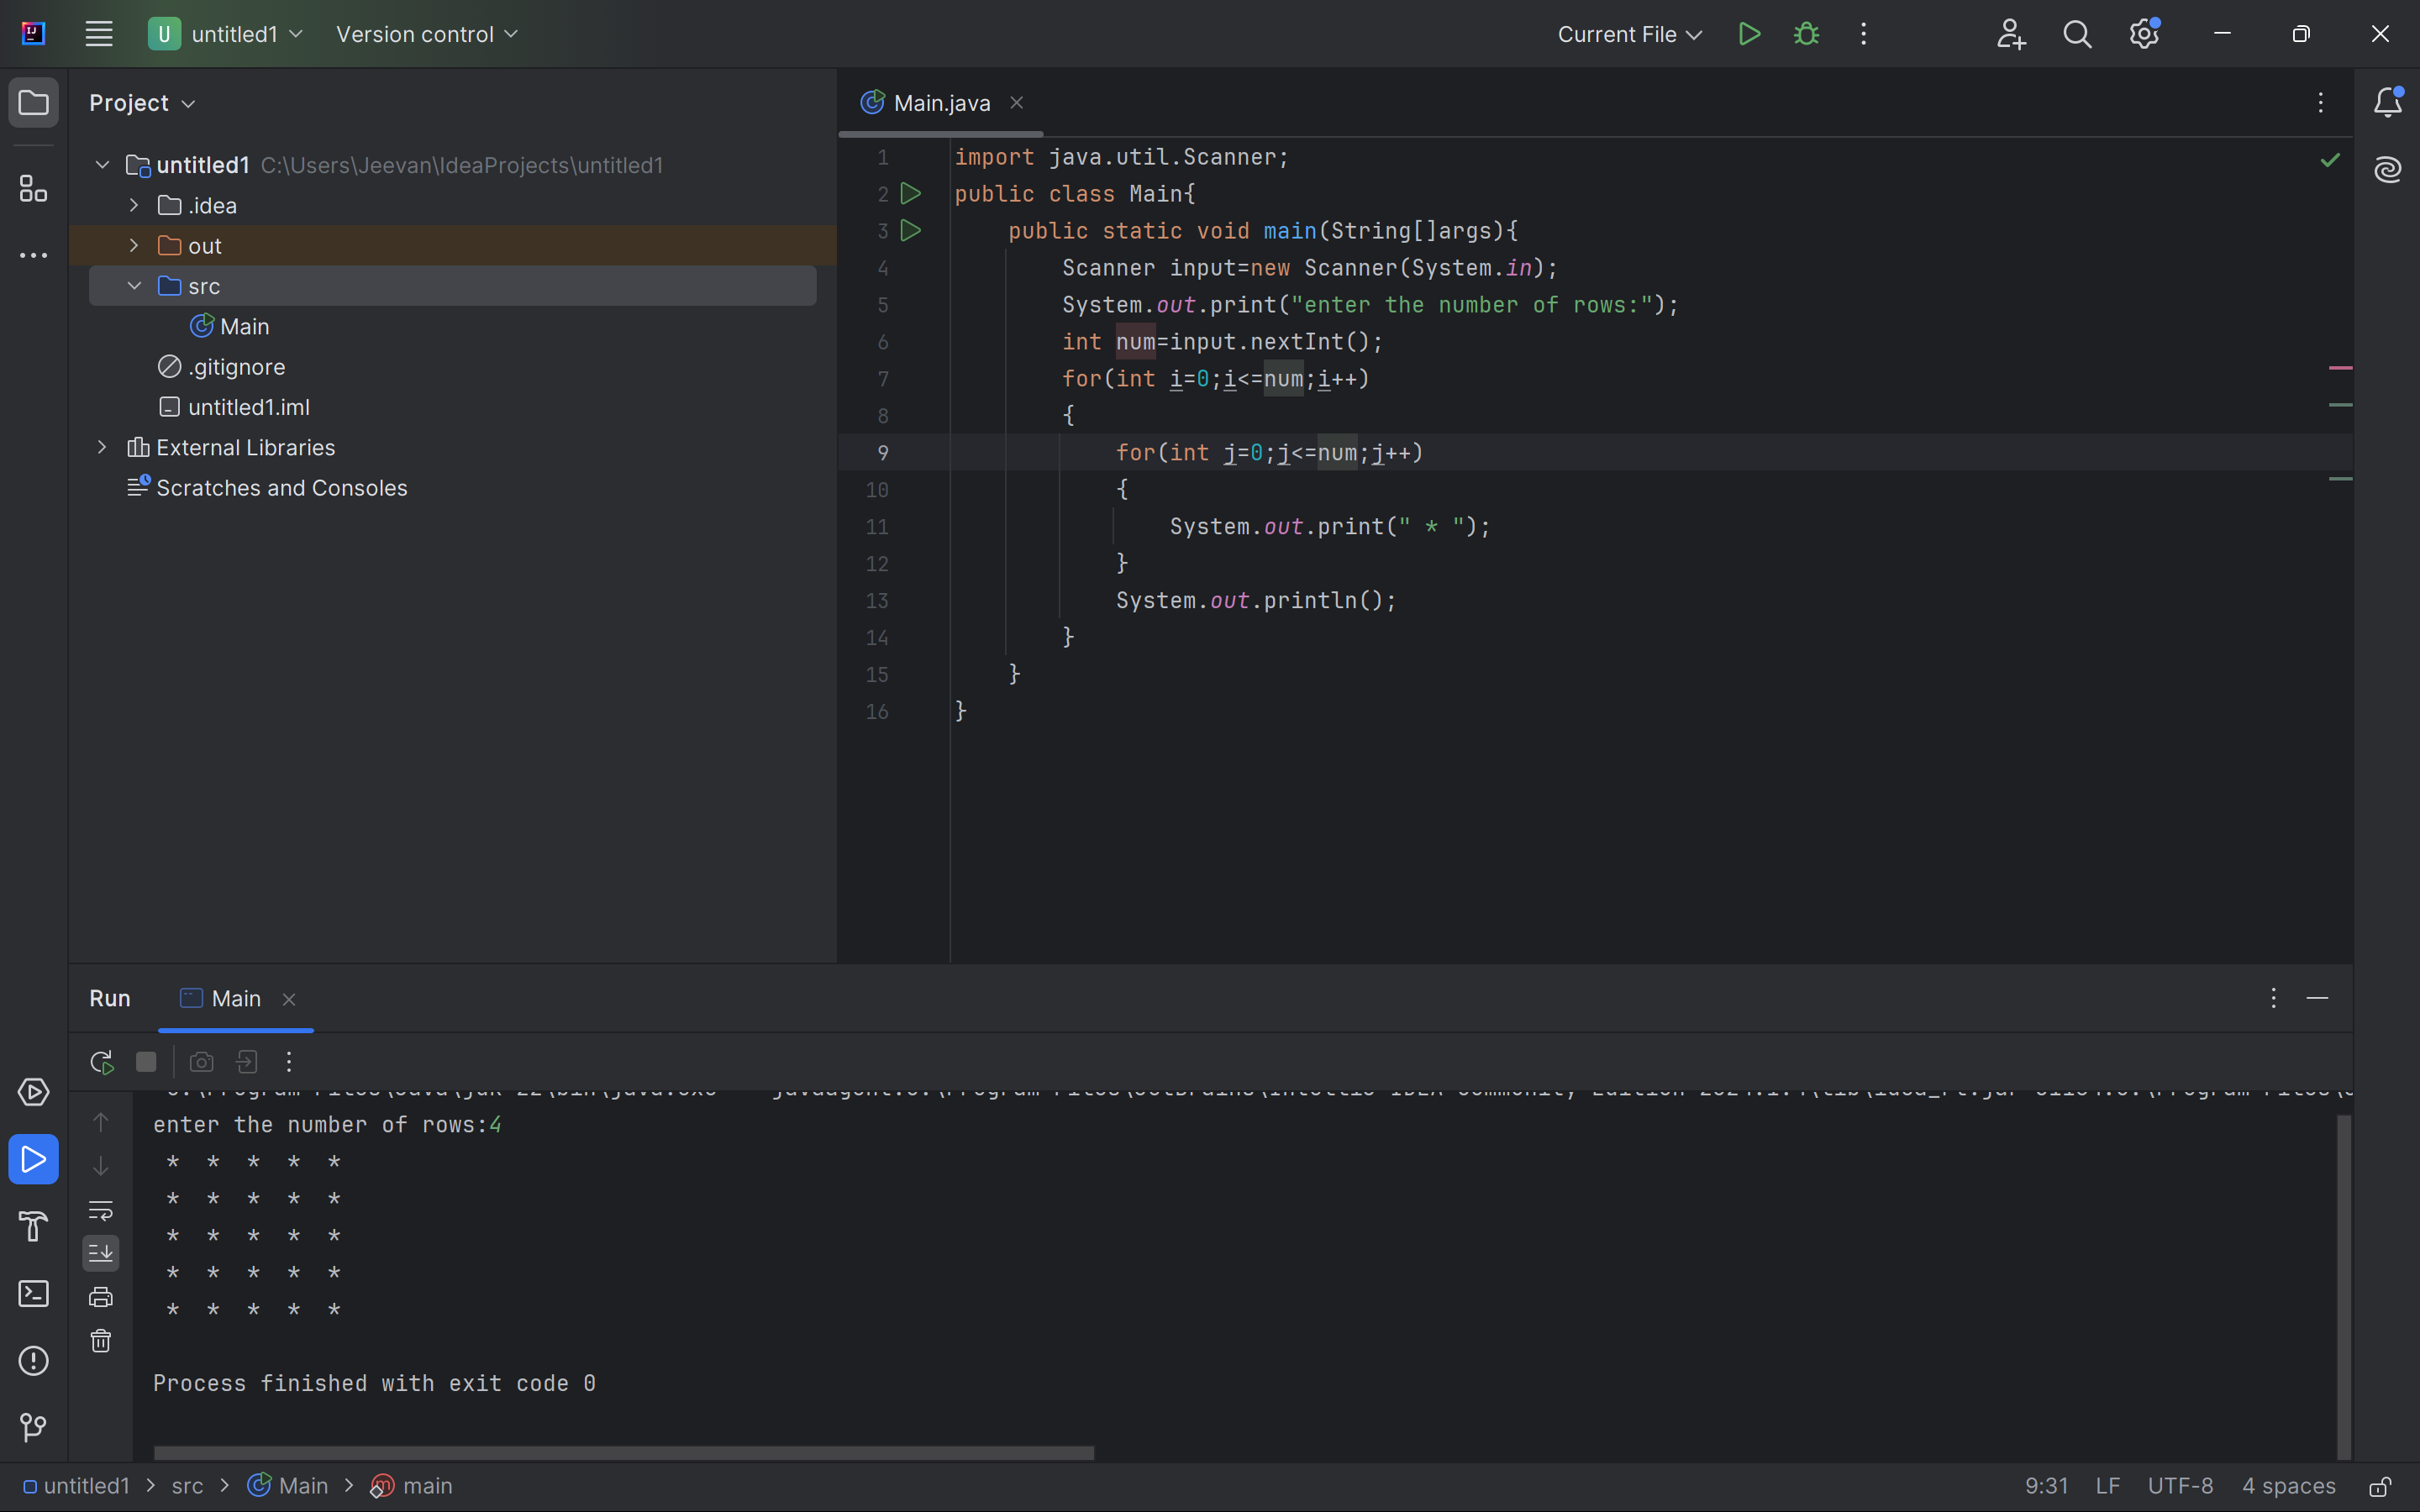 U untitled1 Version control Current File
Project
Main.java
untitled1 C:\Users\Jeevan\IdeaProjects\untitled1
.idea
out
src
Main
.gitignore
untitled1.iml
External Libraries
Scratches and Consoles
1 import java.util.Scanner;
2 public class Main{
3 public static void main(String[]args){
4 Scanner input=new Scanner(System.in);
5 System.out.print("enter the number of rows:");
6 int num=input.nextInt();
7 for(int i=0;i<=num;i++)
8 {
9 for(int j=0;j<=num;j++)
10 {
11 System.out.print(" * ");
12 }
13 System.out.println();
14 }
15 }
16 }
Run Main
enter the number of rows:4
* * * * *
* * * * *
* * * * *
* * * * *
* * * * *
Process finished with exit code 0
untitled1 > src > Main > main 9:31 LF UTF-8 4 spaces